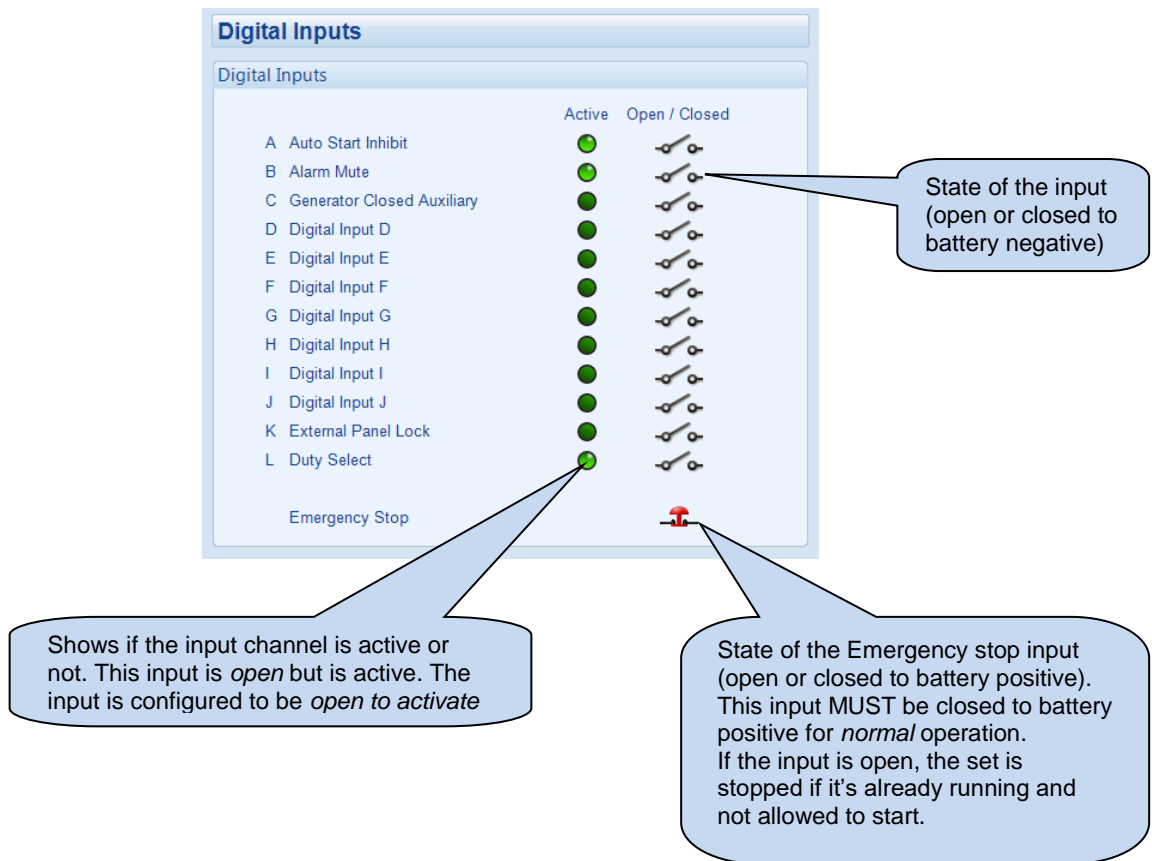 Digital Inputs
Digital Inputs
Active Open / Closed
A Auto Start Inhibit
B Alarm Mute
C Generator Closed Auxiliary
D Digital Input D
E Digital Input E
F Digital Input F
G Digital Input G
H Digital Input H
I Digital Input I
J Digital Input J
K External Panel Lock
L Duty Select
Emergency Stop
State of the input
(open or closed to
battery negative)
Shows if the input channel is active or
not. This input is open but is active. The
input is configured to be open to activate
State of the Emergency stop input
(open or closed to battery positive).
This input MUST be closed to battery
positive for normal operation.
If the input is open, the set is
stopped if it’s already running and
not allowed to start.